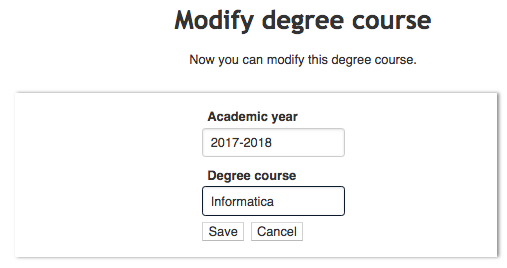 Modify degree course
Now you can modify this degree course.
Academic year
2017-2018
Degree course
Informatica
Save Cancel